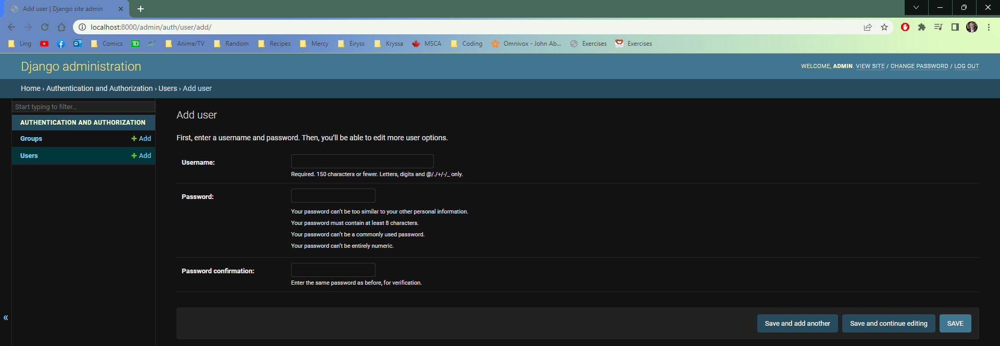 Add user | Django site admin
localhost:8000/admin/auth/user/add/
Ling Comics TD Anime/TV Random Recipes Mercy Eiryss Kryssa MSCA Coding Omnivox - John Ab... Exercises Exercises
Django administration
WELCOME, ADMIN. VIEW SITE / CHANGE PASSWORD / LOG OUT
Home › Authentication and Authorization › Users › Add user
Start typing to filter...
AUTHENTICATION AND AUTHORIZATION
Groups + Add
Users + Add
«
Add user
First, enter a username and password. Then, you’ll be able to edit more user options.
Username:
Required. 150 characters or fewer. Letters, digits and @/./+/-/_ only.
Password:
Your password can’t be too similar to your other personal information.
Your password must contain at least 8 characters.
Your password can’t be a commonly used password.
Your password can’t be entirely numeric.
Password confirmation:
Enter the same password as before, for verification.
Save and add another Save and continue editing SAVE